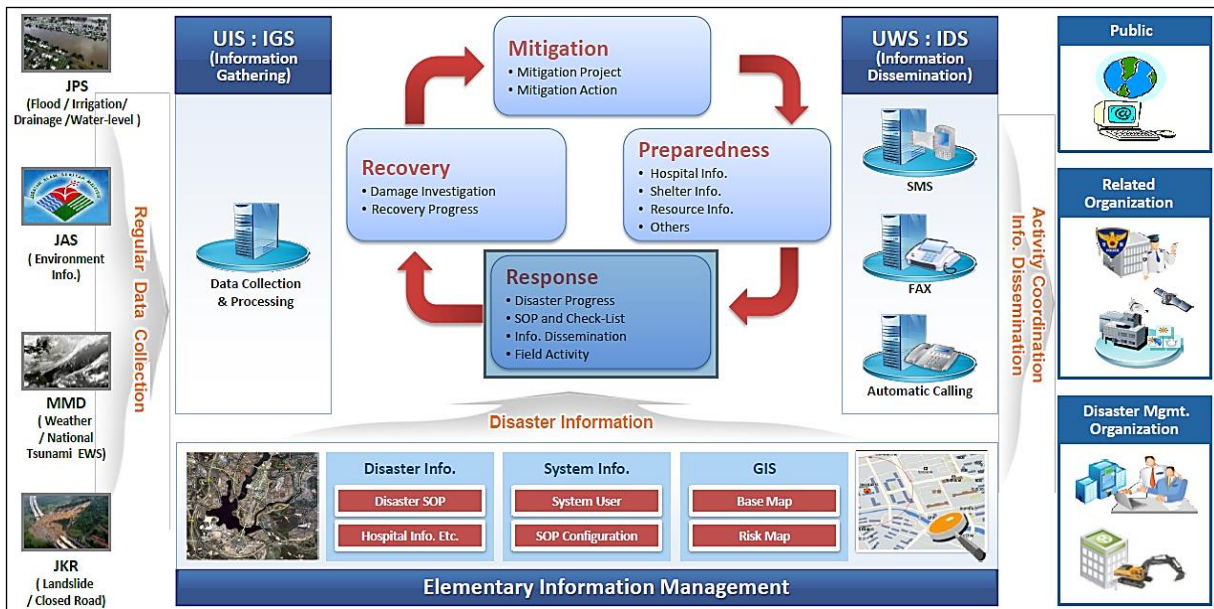 JPS
(Flood / Irrigation/
Drainage /Water-level )
JAS
( Environment
Info.)
MMD
( Weather
/ National
Tsunami EWS)
JKR
( Landslide
/ Closed Road)
Regular Data Collection
UIS : IGS
(Information
Gathering)
Data Collection
& Processing
Mitigation
• Mitigation Project
• Mitigation Action
Recovery
• Damage Investigation
• Recovery Progress
Preparedness
• Hospital Info.
• Shelter Info.
• Resource Info.
• Others
Response
• Disaster Progress
• SOP and Check-List
• Info. Dissemination
• Field Activity
UWS : IDS
(Information
Dissemination)
SMS
FAX
Automatic Calling
Activity Coordination
Info. Dissemination
Public
Related
Organization
Disaster Mgmt.
Organization
Disaster Information
Disaster Info.
Disaster SOP
Hospital Info. Etc.
System Info.
System User
SOP Configuration
GIS
Base Map
Risk Map
Elementary Information Management